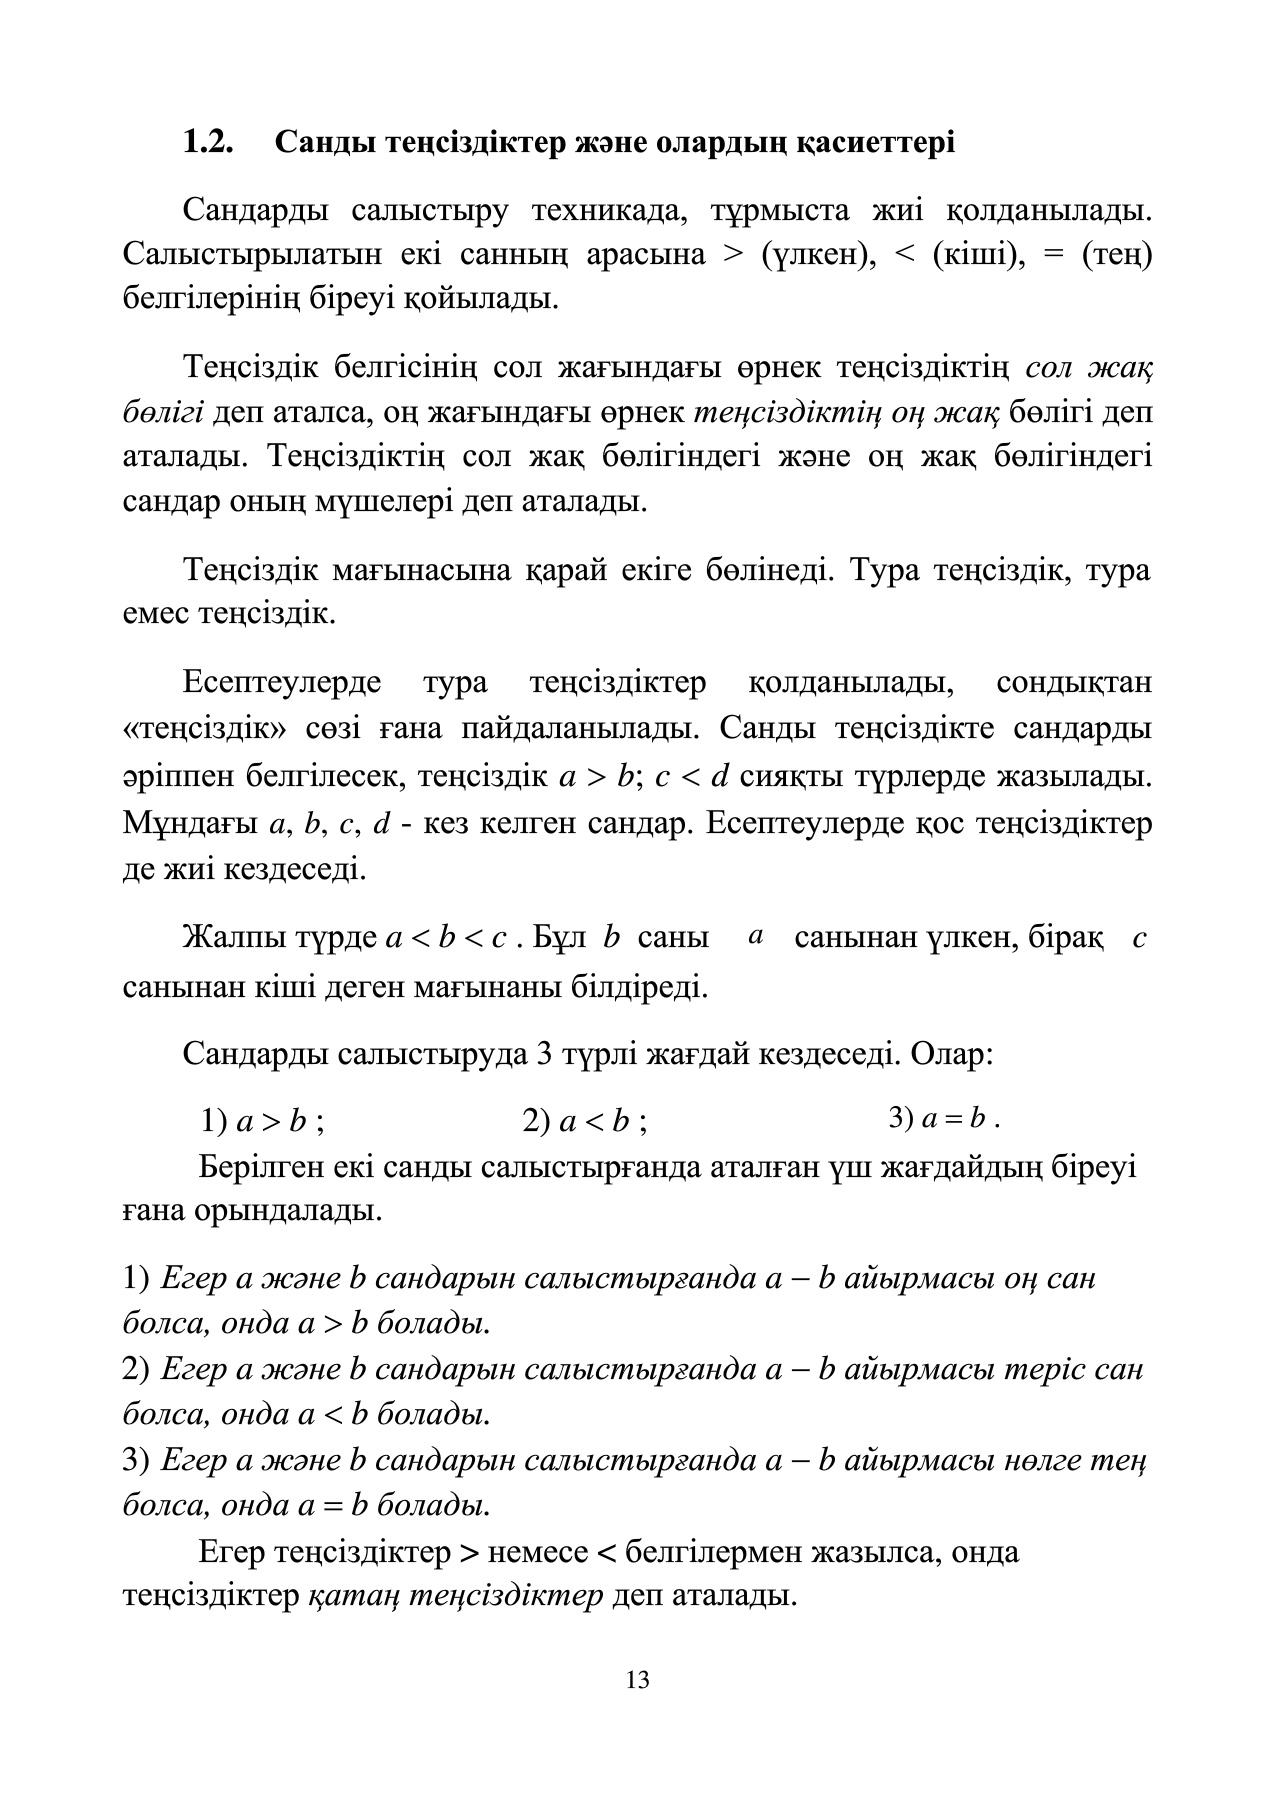 1.2. Санды теңсіздіктер және олардың қасиеттері
Сандарды салыстыру техникада, тұрмыста жиі қолданылады.
Салыстырылатын екі санның арасына > (үлкен), < (кіші), = (тең)
белгілерінің біреуі қойылады.
Теңсіздік белгісінің сол жағындағы өрнек теңсіздіктің сол жақ
бөлігі деп аталса, оң жағындағы өрнек теңсіздіктің оң жақ бөлігі деп
аталады. Теңсіздіктің сол жақ бөлігіндегі және оң жақ бөлігіндегі
сандар оның мүшелері деп аталады.
Теңсіздік мағынасына қарай екіге бөлінеді. Тура теңсіздік, тура
емес теңсіздік.
Есептеулерде тура теңсіздіктер қолданылады, сондықтан
«теңсіздік» сөзі ғана пайдаланылады. Санды теңсіздікте сандарды
әріппен белгілесек, теңсіздік a > b; c < d сияқты түрлерде жазылады.
Мұндағы a, b, c, d - кез келген сандар. Есептеулерде қос теңсіздіктер
де жиі кездеседі.
Жалпы түрде a < b < c . Бұл b саны a санынан үлкен, бірақ c
санынан кіші деген мағынаны білдіреді.
Сандарды салыстыруда 3 түрлі жағдай кездеседі. Олар:
1) a > b ; 2) a < b ; 3) a = b .
Берілген екі санды салыстырғанда аталған үш жағдайдың біреуі
ғана орындалады.
1) Егер a және b сандарын салыстырғанда a − b айырмасы оң сан
болса, онда a > b болады.
2) Егер a және b сандарын салыстырғанда a − b айырмасы теріс сан
болса, онда a < b болады.
3) Егер a және b сандарын салыстырғанда a − b айырмасы нөлге тең
болса, онда a = b болады.
Егер теңсіздіктер > немесе < белгілермен жазылса, онда
теңсіздіктер қатаң теңсіздіктер деп аталады.
13